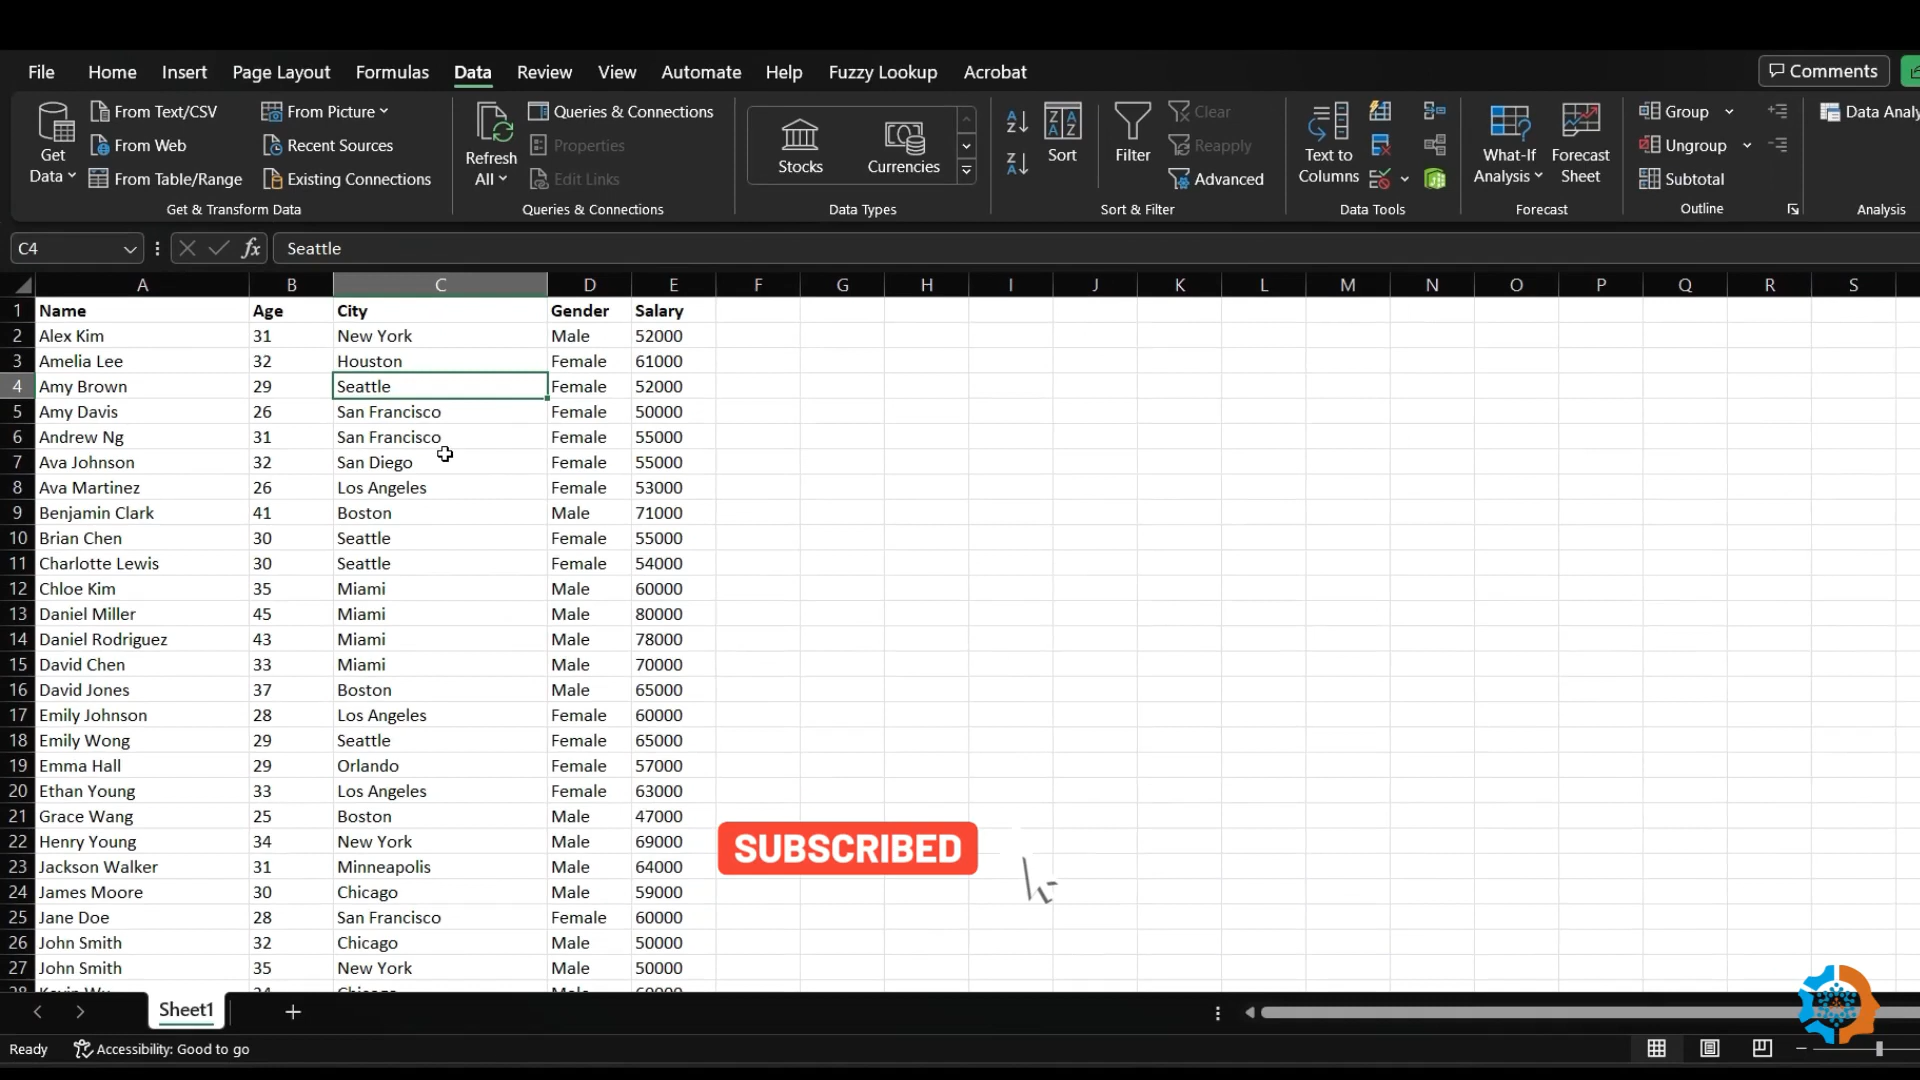 File Home Insert Page Layout Formulas Data Review View Automate Help Fuzzy Lookup Acrobat Comments
Get Data
From Text/CSV
From Web
From Table/Range
From Picture
Recent Sources
Existing Connections
Get & Transform Data
Refresh All
Queries & Connections
Properties
Edit Links
Queries & Connections
Stocks
Currencies
Data Types
Sort
Filter
Clear
Reapply
Advanced
Sort & Filter
Text to Columns
Data Tools
What-If Analysis
Forecast Sheet
Forecast
Group
Ungroup
Subtotal
Outline
Data Analy
Analysis
C4 fx Seattle
A B C D E F G H I J K L M N O P Q R S
1 Name Age City Gender Salary
2 Alex Kim 31 New York Male 52000
3 Amelia Lee 32 Houston Female 61000
4 Amy Brown 29 Seattle Female 52000
5 Amy Davis 26 San Francisco Female 50000
6 Andrew Ng 31 San Francisco Female 55000
7 Ava Johnson 32 San Diego Female 55000
8 Ava Martinez 26 Los Angeles Female 53000
9 Benjamin Clark 41 Boston Male 71000
10 Brian Chen 30 Seattle Female 55000
11 Charlotte Lewis 30 Seattle Female 54000
12 Chloe Kim 35 Miami Male 60000
13 Daniel Miller 45 Miami Male 80000
14 Daniel Rodriguez 43 Miami Male 78000
15 David Chen 33 Miami Male 70000
16 David Jones 37 Boston Male 65000
17 Emily Johnson 28 Los Angeles Female 60000
18 Emily Wong 29 Seattle Female 65000
19 Emma Hall 29 Orlando Female 57000
20 Ethan Young 33 Los Angeles Female 63000
21 Grace Wang 25 Boston Male 47000
22 Henry Young 34 New York Male 69000
23 Jackson Walker 31 Minneapolis Male 64000
24 James Moore 30 Chicago Male 59000
25 Jane Doe 28 San Francisco Female 60000
26 John Smith 32 Chicago Male 50000
27 John Smith 35 New York Male 50000
SUBSCRIBED
Sheet1
Ready Accessibility: Good to go